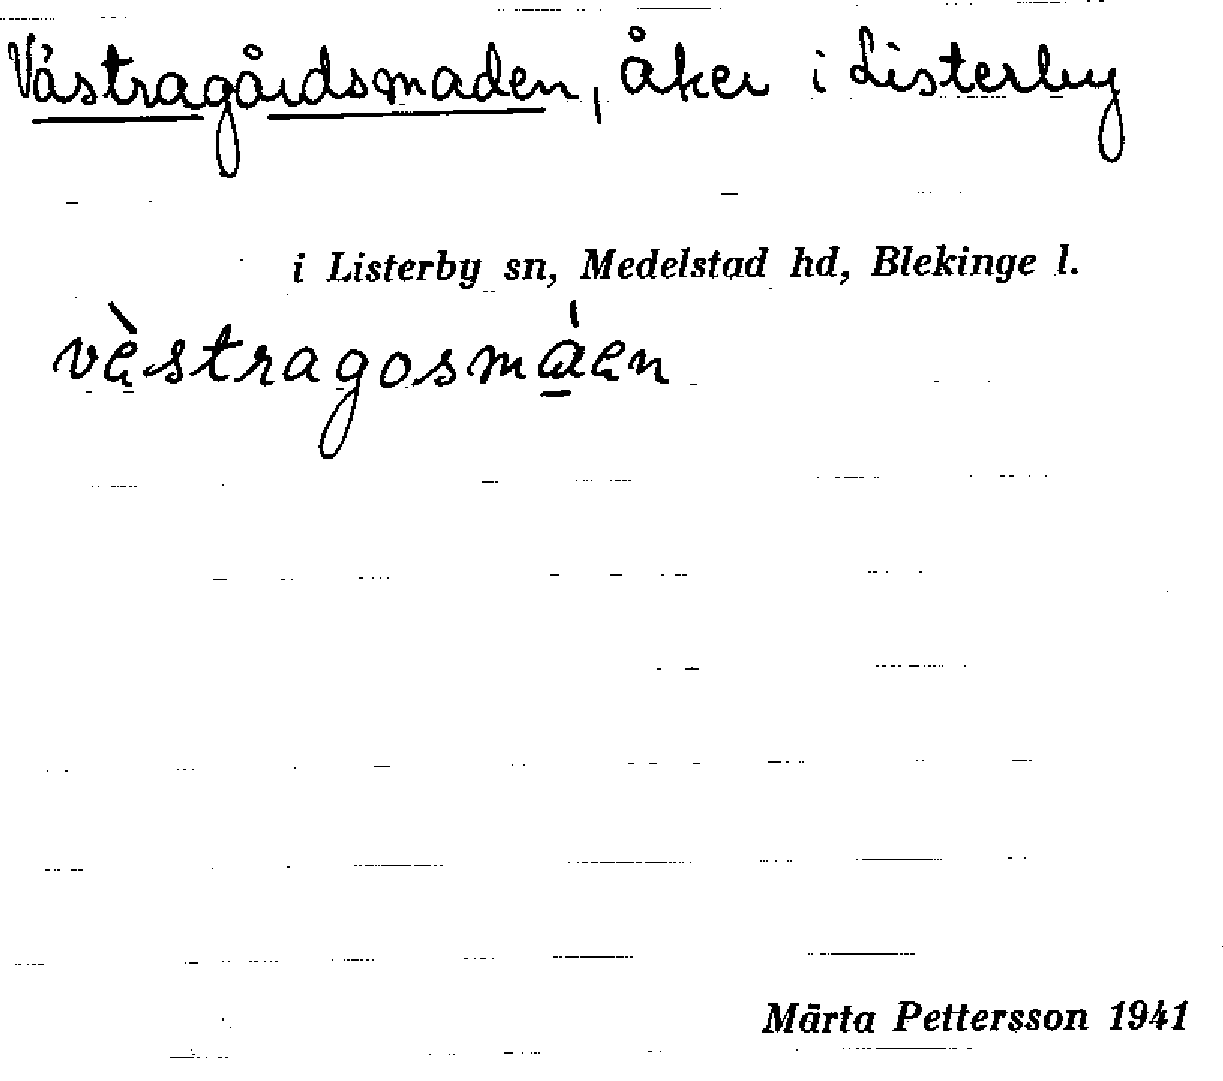 Västragårdsmaden, åker i Listerby
i Listerby sn, Medelstad hd, Blekinge l.
vèstragosmáen
Märta Pettersson 1941